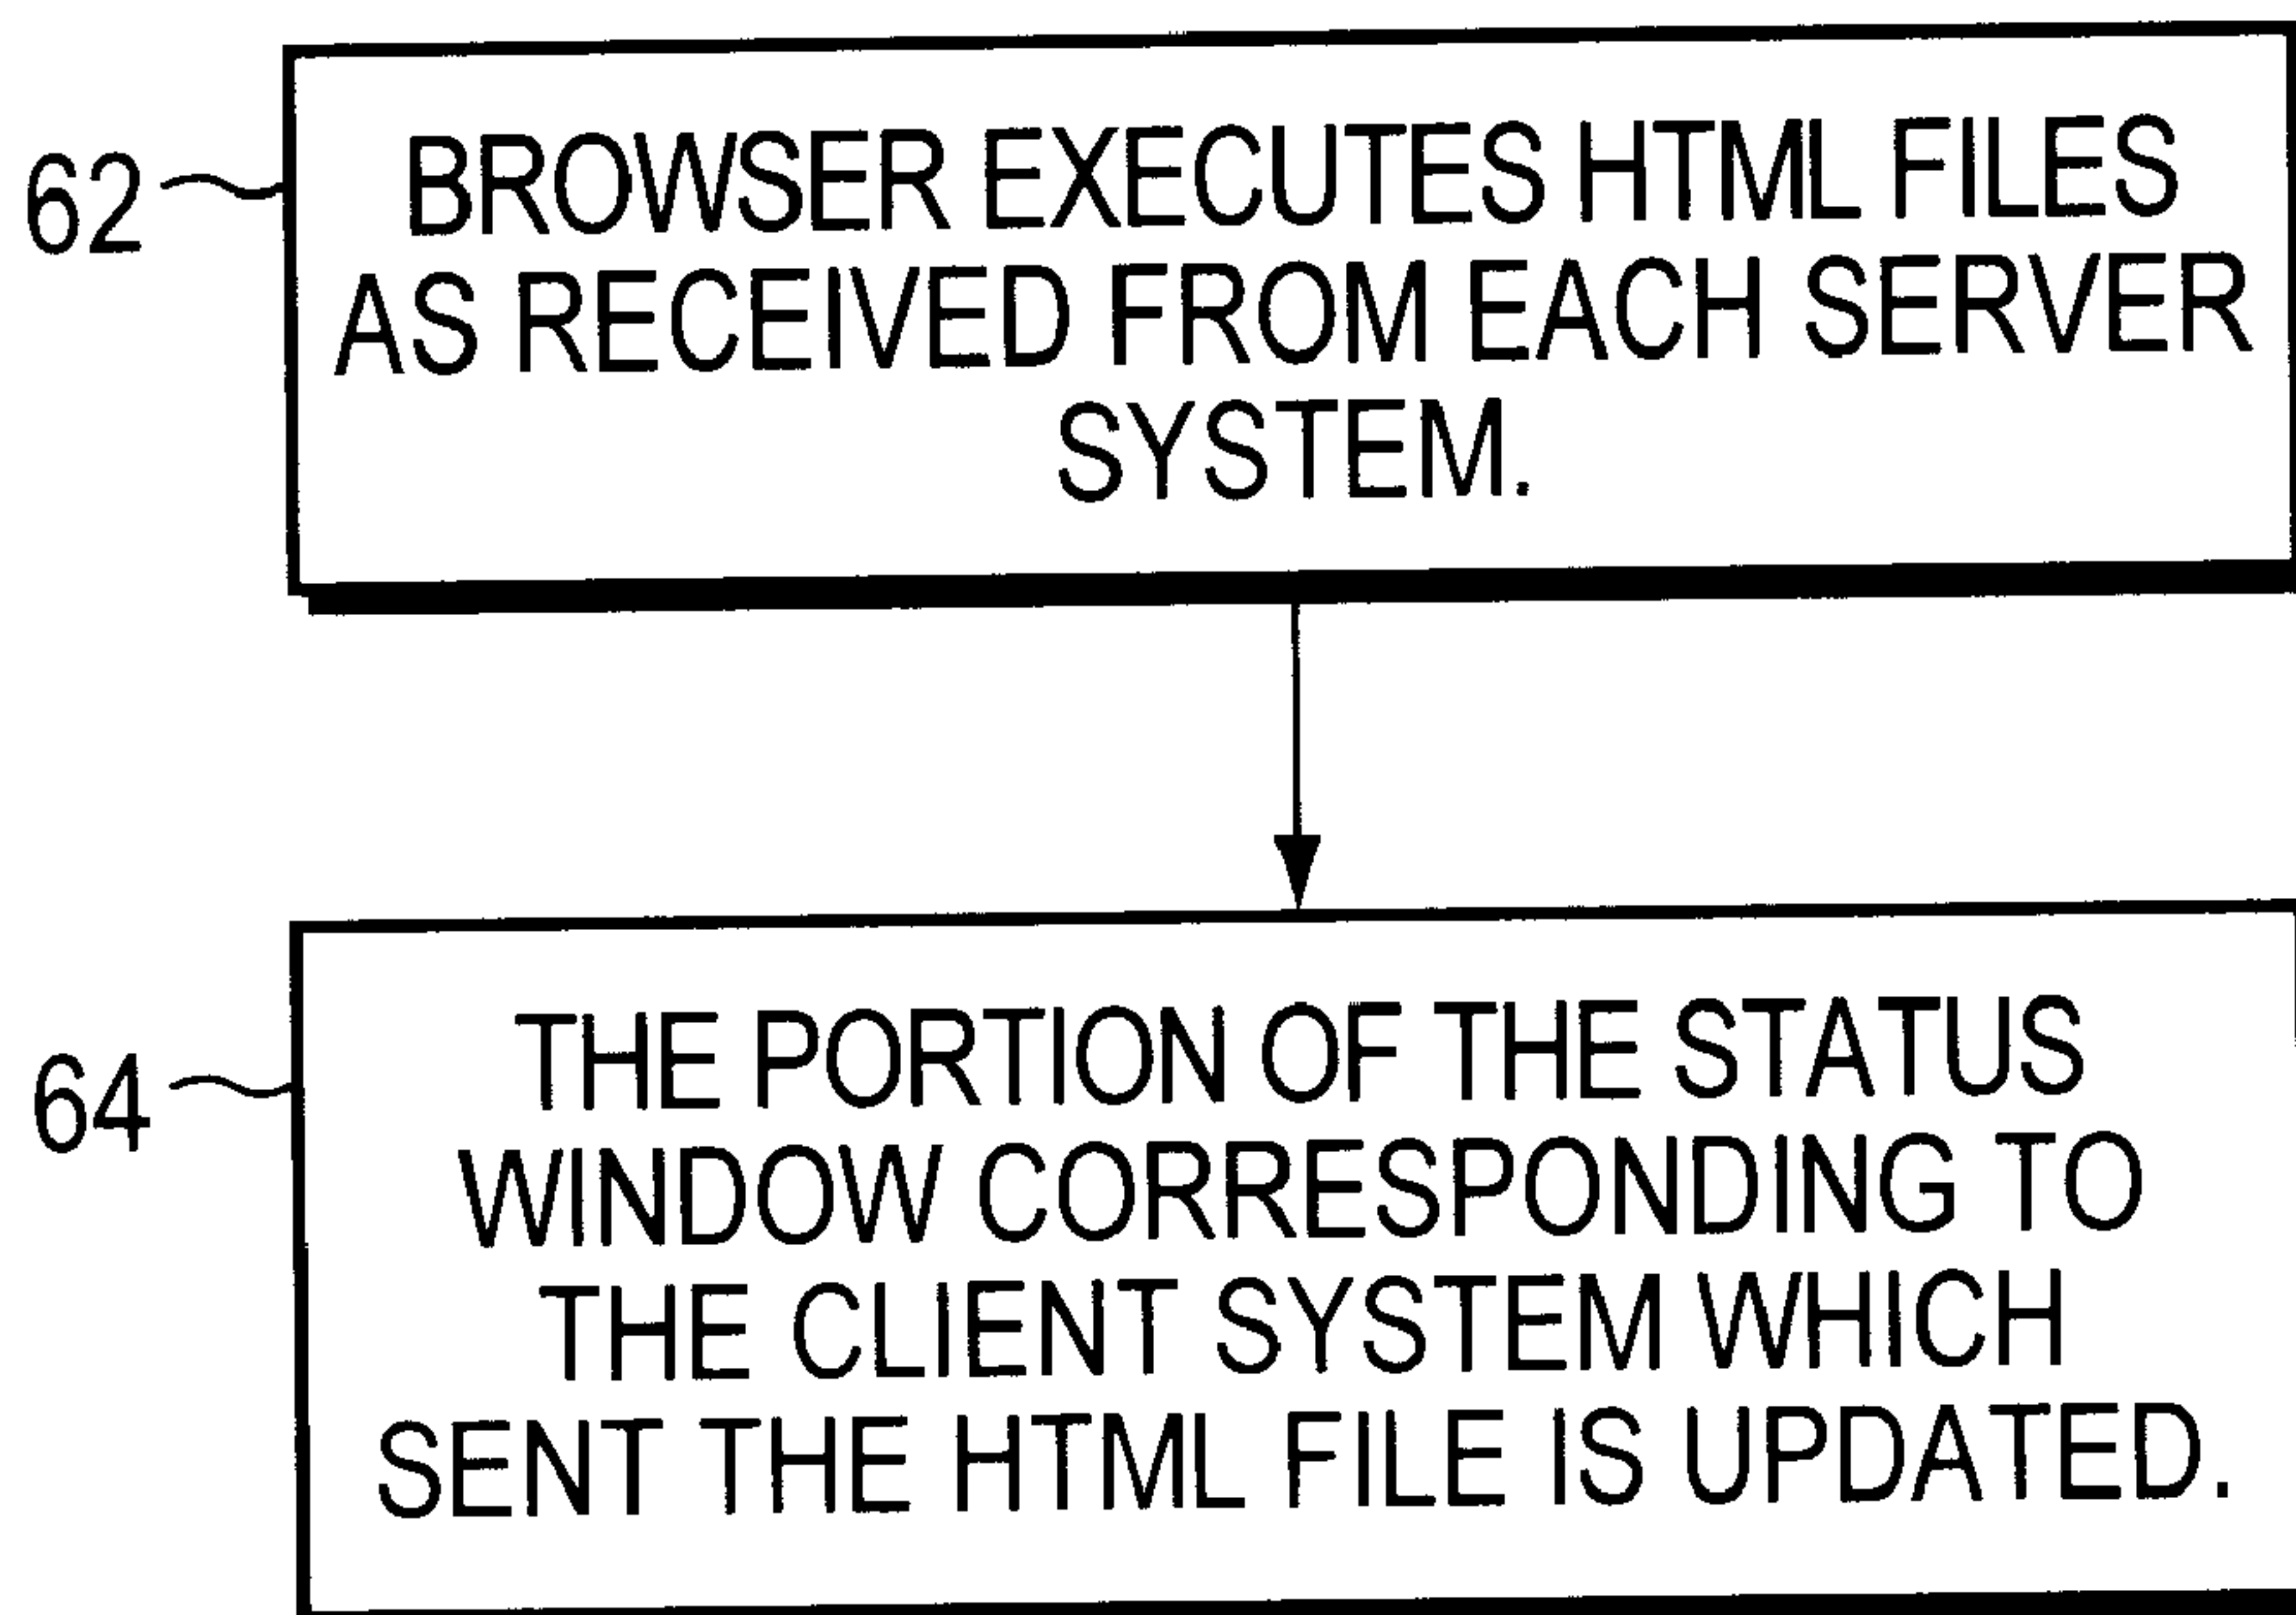 62
BROWSER EXECUTES HTML FILES
AS RECEIVED FROM EACH SERVER
SYSTEM.
64
THE PORTION OF THE STATUS
WINDOW CORRESPONDING TO
THE CLIENT SYSTEM WHICH
SENT THE HTML FILE IS UPDATED.